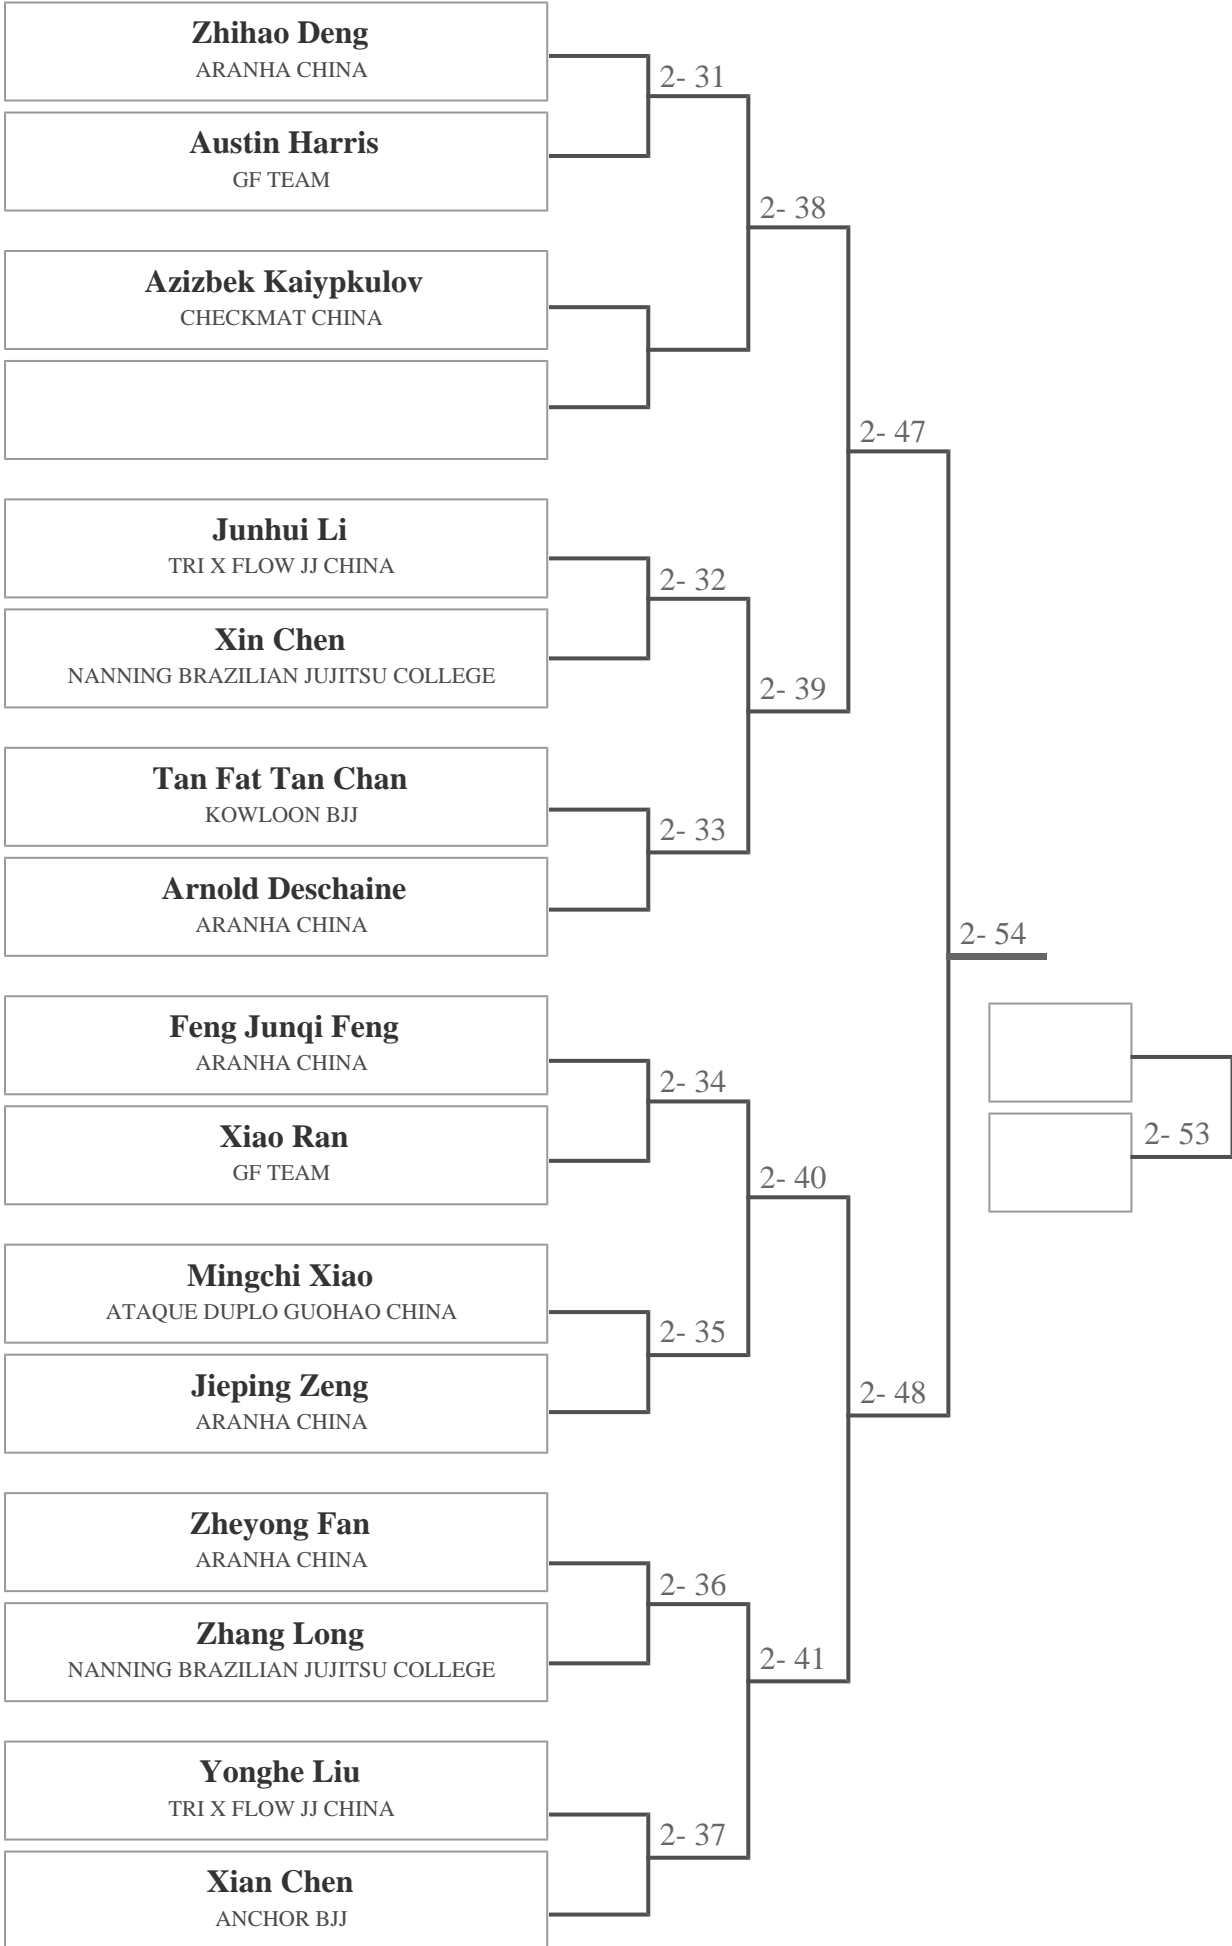 Zhihao Deng
ARANHA CHINA
2- 31
Austin Harris
GF TEAM
2- 38
Azizbek Kaiypkulov
CHECKMAT CHINA
2- 47
Junhui Li
TRI X FLOW JJ CHINA
2- 32
Xin Chen
NANNING BRAZILIAN JUJITSU COLLEGE
2- 39
Tan Fat Tan Chan
KOWLOON BJJ
2- 33
Arnold Deschaine
ARANHA CHINA
2- 54
Feng Junqi Feng
ARANHA CHINA
2- 34
Xiao Ran
GF TEAM
2- 53
2- 40
Mingchi Xiao
ATAQUE DUPLO GUOHAO CHINA
2- 35
Jieping Zeng
ARANHA CHINA
2- 48
Zheyong Fan
ARANHA CHINA
2- 36
Zhang Long
NANNING BRAZILIAN JUJITSU COLLEGE
2- 41
Yonghe Liu
TRI X FLOW JJ CHINA
2- 37
Xian Chen
ANCHOR BJJ